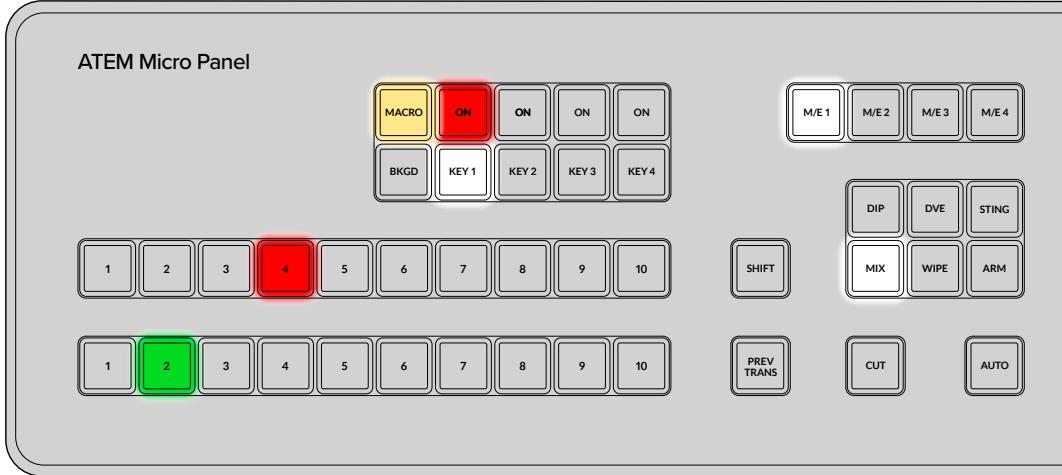 ATEM Micro Panel
MACRO ON ON ON ON
M/E 1 M/E 2 M/E 3 M/E 4
BKGD KEY 1 KEY 2 KEY 3 KEY 4
DIP DVE STING
1 2 3 4 5 6 7 8 9 10
SHIFT
MIX WIPE ARM
1 2 3 4 5 6 7 8 9 10
PREV
TRANS
CUT
AUTO